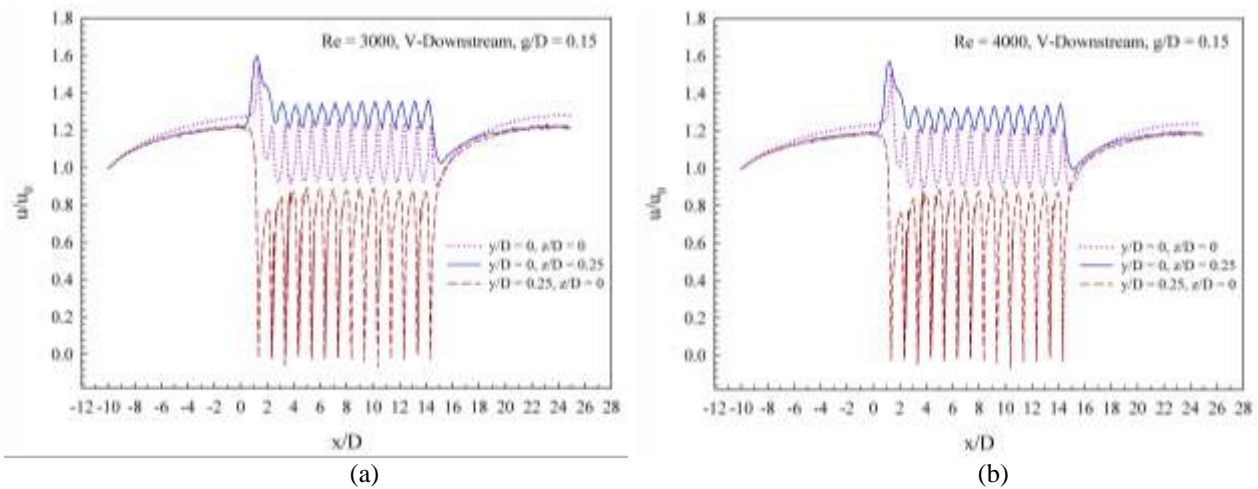 Re = 3000, V-Downstream, g/D = 0.15
1.8
1.6
1.4
1.2
1.0
0.8
0.6
0.4
0.2
0.0
u/u0
y/D = 0, z/D = 0
y/D = 0, z/D = 0.25
y/D = 0.25, z/D = 0
-12 -10 -8 -6 -4 -2 0 2 4 6 8 10 12 14 16 18 20 22 24 26 28
x/D
(a)
Re = 4000, V-Downstream, g/D = 0.15
1.8
1.6
1.4
1.2
1.0
0.8
0.6
0.4
0.2
0.0
u/u0
y/D = 0, z/D = 0
y/D = 0, z/D = 0.25
y/D = 0.25, z/D = 0
-12 -10 -8 -6 -4 -2 0 2 4 6 8 10 12 14 16 18 20 22 24 26 28
x/D
(b)